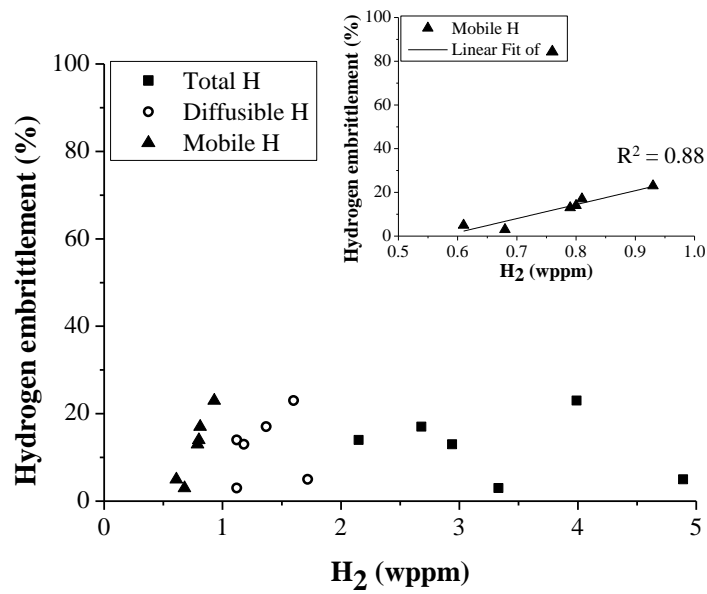 100
80
60
40
20
0
Hydrogen embrittlement (%)
Total H
Diffusible H
Mobile H
0 1 2 3 4 5
H2 (wppm)
100
80
60
40
20
0
Hydrogen embrittlement (%)
Mobile H
Linear Fit of
R² = 0.88
0.5 0.6 0.7 0.8 0.9 1.0
H2 (wppm)